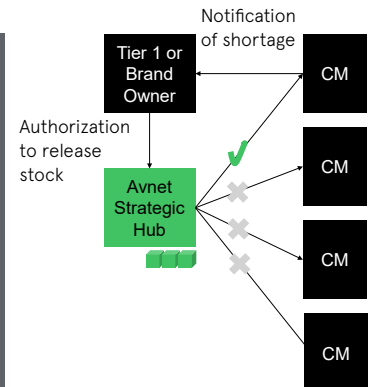 Notification
of shortage
Tier 1 or
Brand
Owner
CM
Authorization
to release
stock
CM
Avnet
Strategic
Hub
CM
CM